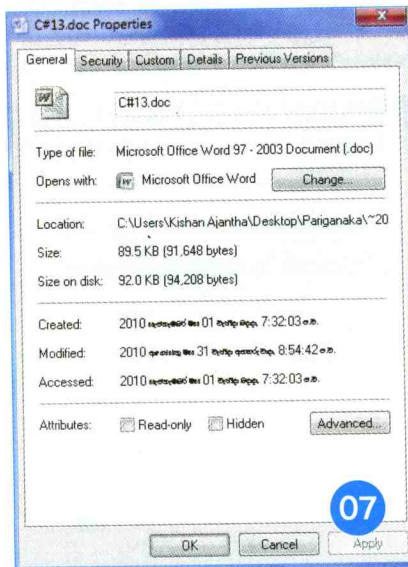 C#13.doc Properties
General Security Custom Details Previous Versions
C#13.doc
Type of file: Microsoft Office Word 97 - 2003 Document (.doc)
Opens with: Microsoft Office Word Change...
Location: C:\Users\Kishan Ajantha\Desktop\Pariganaka\~20
Size: 89.5 KB (91,648 bytes)
Size on disk: 92.0 KB (94,208 bytes)
Created: 2010 01 7:32:03
Modified: 2010 31 8:54:42
Accessed: 2010 01 7:32:03
Attributes: Read-only Hidden Advanced...
07
OK Cancel Apply